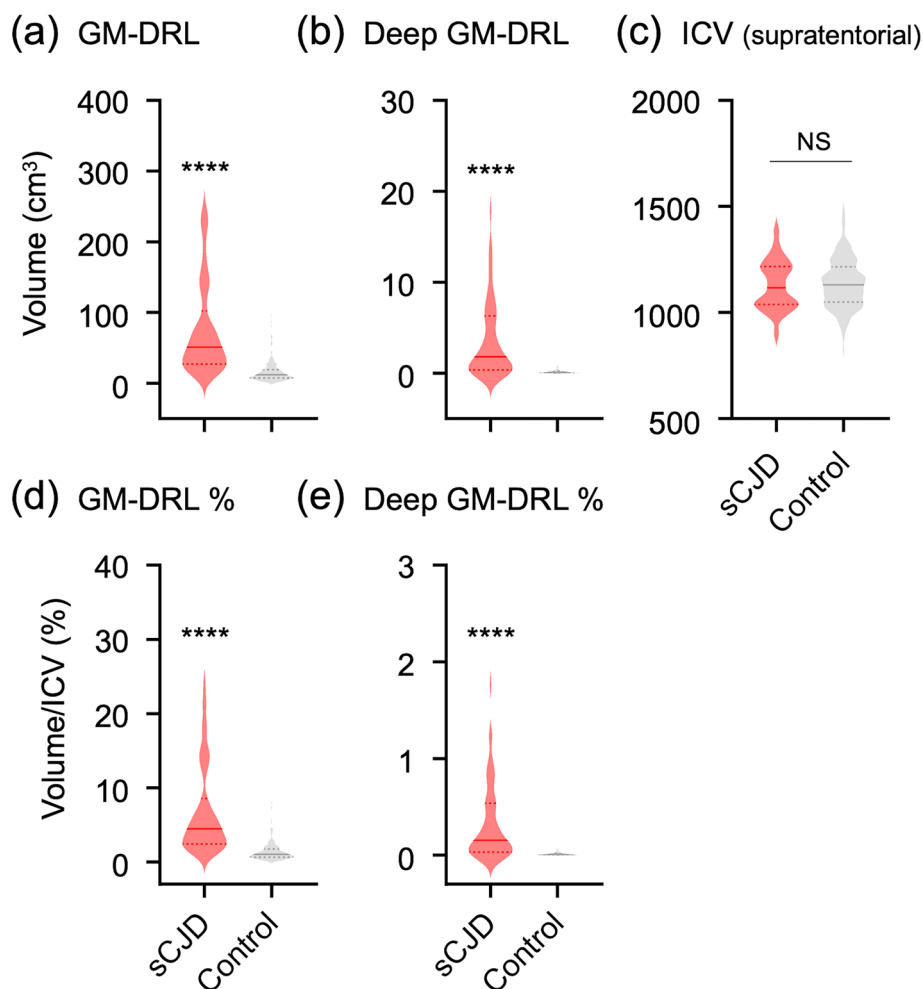 (a) GM-DRL
(b) Deep GM-DRL
(c) ICV (supratentorial)
Volume (cm³)
400
300
200
100
0
****
30
20
10
0
****
2000
1500
1000
500
NS
sCJD
Control
(d) GM-DRL %
(e) Deep GM-DRL %
Volume/ICV (%)
40
30
20
10
0
****
sCJD
Control
3
2
1
0
****
sCJD
Control